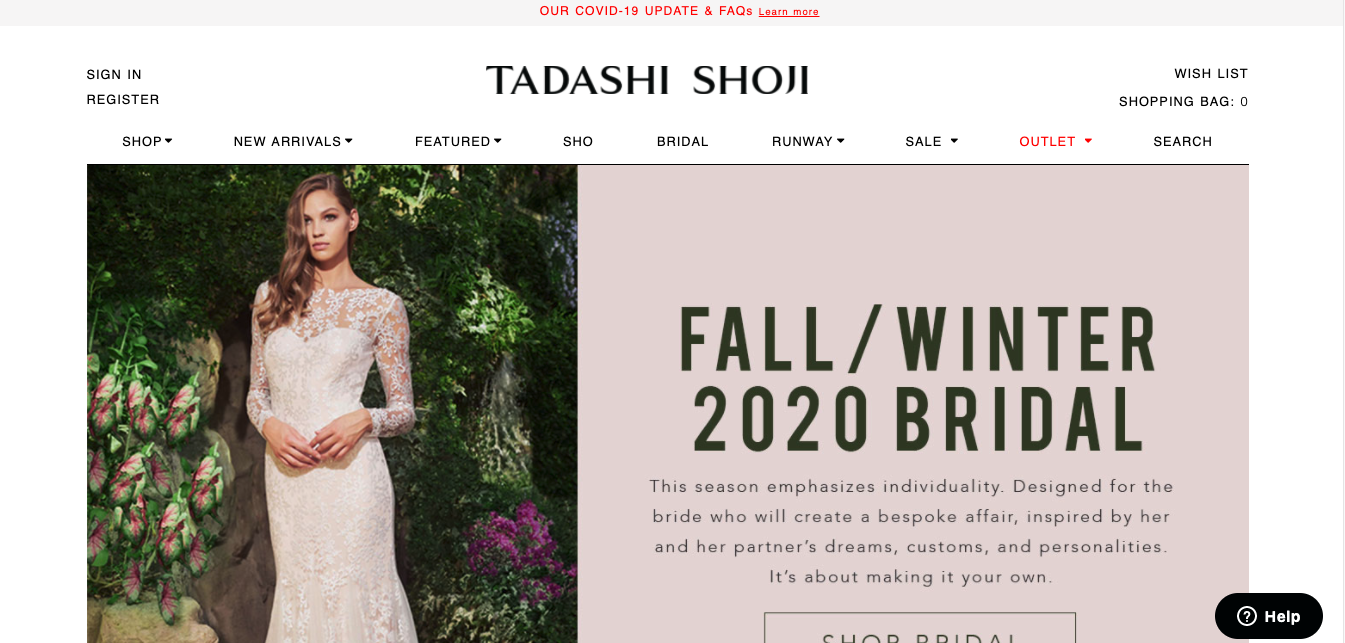 OUR COVID-19 UPDATE & FAQs Learn more
SIGN IN
REGISTER
TADASHI SHOJI
WISH LIST
SHOPPING BAG: 0
SHOP NEW ARRIVALS FEATURED SHO BRIDAL RUNWAY SALE OUTLET SEARCH
FALL/WINTER
2020 BRIDAL
This season emphasizes individuality. Designed for the
bride who will create a bespoke affair, inspired by her
and her partner’s dreams, customs, and personalities.
It’s about making it your own.
SHOP BRIDAL
Help